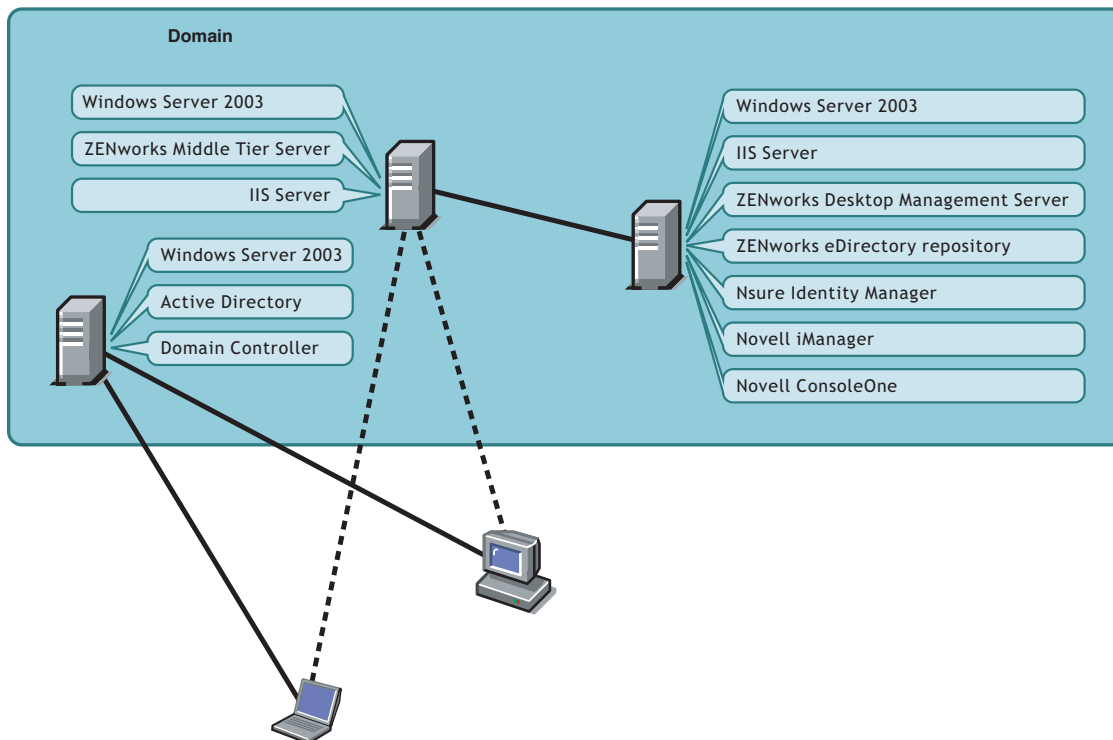 Domain
Windows Server 2003
ZENworks Middle Tier Server
IIS Server
Windows Server 2003
Active Directory
Domain Controller
Windows Server 2003
IIS Server
ZENworks Desktop Management Server
ZENworks eDirectory repository
Nsure Identity Manager
Novell iManager
Novell ConsoleOne